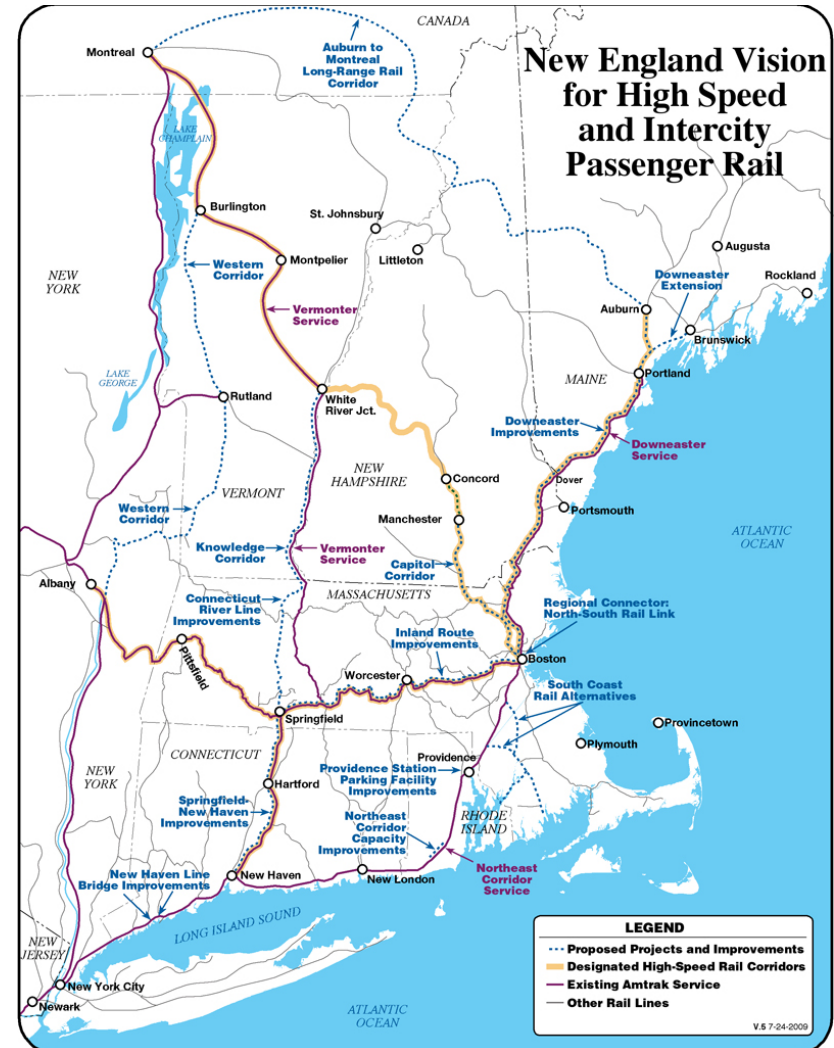 CANADA
Montreal
Auburn to
Montreal
Long-Range Rail
Corridor
New England Vision
for High Speed
and Intercity
Passenger Rail
LAKE
CHAMPLAIN
Burlington
St. Johnsbury
Augusta
Western
Corridor
Montpelier
Littleton
Downeaster
Extension
Rockland
NEW
YORK
Vermonter
Service
Auburn
Brunswick
LAKE
GEORGE
MAINE
Portland
Rutland
White
River Jct.
Downeaster
Improvements
Downeaster
Service
NEW
HAMPSHIRE
Concord
Dover
VERMONT
Western
Corridor
Manchester
Portsmouth
ATLANTIC
OCEAN
Knowledge
Corridor
Vermonter
Service
Capitol
Corridor
Albany
Connecticut
River Line
Improvements
MASSACHUSETTS
Regional Connector:
North-South Rail Link
Inland Route
Improvements
Pittsfield
Boston
Worcester
South Coast
Rail Alternatives
Springfield
Provincetown
Plymouth
CONNECTICUT
Providence
NEW
YORK
Hartford
Providence Station
Parking Facility
Improvements
Springfield-
New Haven
Improvements
Northeast
Corridor
Capacity
Improvements
RHODE
ISLAND
New Haven Line
Bridge Improvements
New Haven
New London
Northeast
Corridor
Service
LONG ISLAND SOUND
NEW
JERSEY
New York City
Newark
ATLANTIC
OCEAN
LEGEND
Proposed Projects and Improvements
Designated High-Speed Rail Corridors
Existing Amtrak Service
Other Rail Lines
V.5 7-24-2009